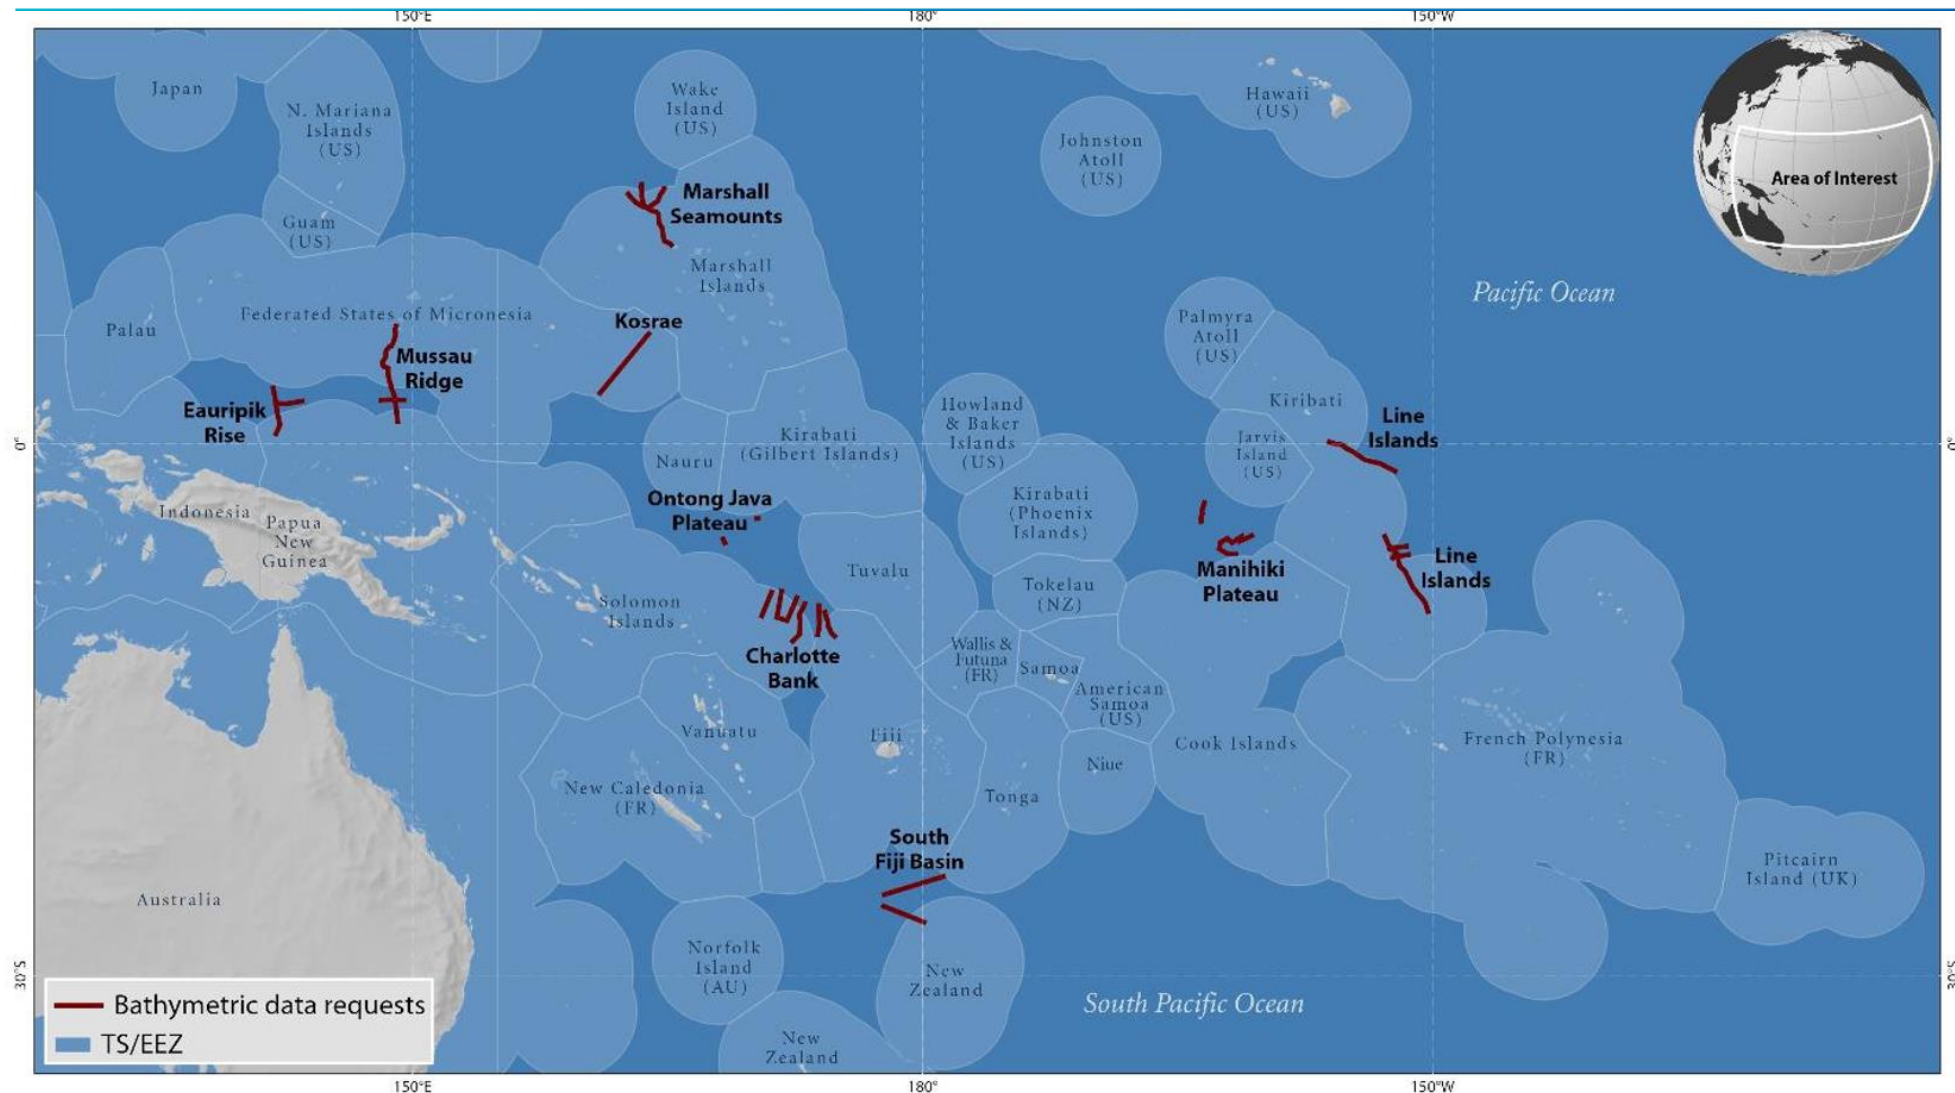 150°E
180°
150°W
Japan
N. Mariana
Islands
(US)
Guam
(US)
Wake
Island
(US)
Johnston
Atoll
(US)
Hawaii
(US)
Area of Interest
Marshall
Seamounts
Marshall
Islands
Pacific Ocean
Palau
Federated States of Micronesia
Kosrae
Mussau
Ridge
Eauripik
Rise
Palmyra
Atoll
(US)
Kiribati
Line
Islands
Howland
& Baker
Islands
(US)
Jarvis
Island
(US)
0°
0°
Nauru
Kirabati
(Gilbert Islands)
Ontong Java
Plateau
Kirabati
(Phoenix
Islands)
Indonesia
Papua
New
Guinea
Tuvalu
Tokelau
(NZ)
Manihiki
Plateau
Line
Islands
Solomon
Islands
Charlotte
Bank
Wallis &
Futuna
(FR)
Samoa
American
Samoa
(US)
Vanuatu
Fiji
Cook Islands
French Polynesia
(FR)
Niue
New Caledonia
(FR)
Tonga
South
Fiji Basin
Pitcairn
Island (UK)
Australia
Norfolk
Island
(AU)
New
Zealand
30°S
30°S
South Pacific Ocean
New
Zealand
Bathymetric data requests
TS/EEZ
150°E
180°
150°W